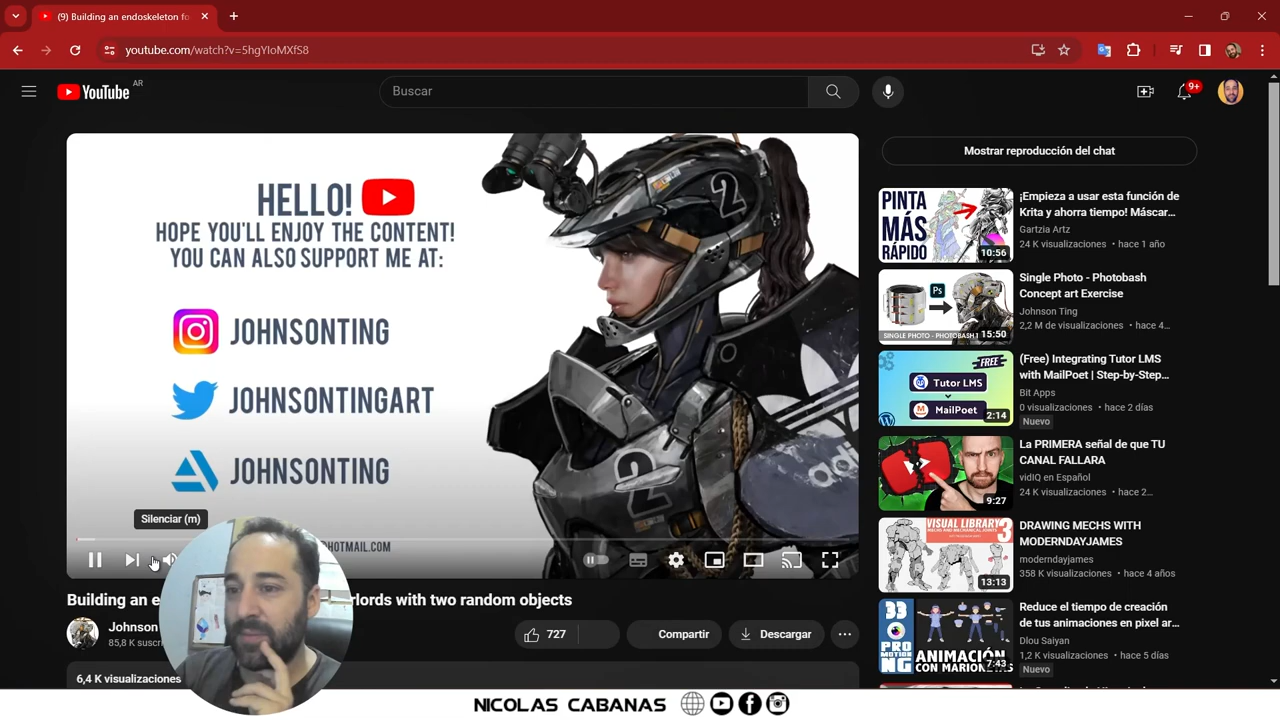 (9) Building an endoskeleton fo
youtube.com/watch?v=5hgYIoMXfS8
YouTube
AR
Buscar
9+
HELLO!
HOPE YOU'LL ENJOY THE CONTENT!
YOU CAN ALSO SUPPORT ME AT:
JOHNSONTING
JOHNSONTINGART
JOHNSONTING
@HOTMAIL.COM
2
2
adi
Silenciar (m)
Building an e
rlords with two random objects
Johnson
85,8 K suscri
727
Compartir
Descargar
6,4 K visualizaciones
Mostrar reproducción del chat
PINTA
MÁS
RÁPIDO
10:56
¡Empieza a usar esta función de
Krita y ahorra tiempo! Máscar...
Gartzia Artz
24 K visualizaciones • hace 1 año
Ps
SINGLE PHOTO - PHOTOBASH
15:50
Single Photo - Photobash
Concept art Exercise
Johnson Ting
2,2 M de visualizaciones • hace 4...
FREE
Tutor LMS
MailPoet
2:14
(Free) Integrating Tutor LMS
with MailPoet | Step-by-Step...
Bit Apps
0 visualizaciones • hace 2 días
Nuevo
9:27
La PRIMERA señal de que TU
CANAL FALLARA
vidIQ en Español
24 K visualizaciones • hace 2...
VISUAL LIBRARY
3
13:13
DRAWING MECHS WITH
MODERNDAYJAMES
moderndayjames
358 K visualizaciones • hace 4 años
PRO
MOTION
NG
ANIMACIÓN
CON MARIONETAS
7:43
Reduce el tiempo de creación
de tus animaciones en pixel ar...
Dlou Saiyan
1,2 K visualizaciones • hace 5 días
Nuevo
NICOLAS CABANAS